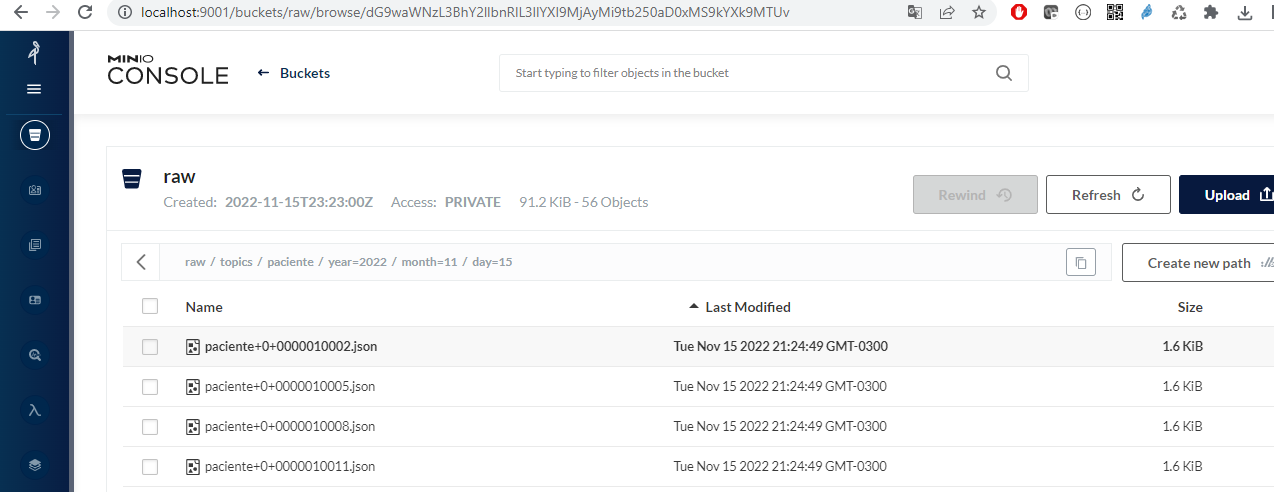 localhost:9001/buckets/raw/browse/dG9waWNzL3BhY2llbnRlL3llYXI9MjAyMi9tb250aD0xMS9kYXk9MTUv
MINIO
CONSOLE
Buckets
Start typing to filter objects in the bucket
raw
Created: 2022-11-15T23:23:00Z Access: PRIVATE 91.2 KiB - 56 Objects
Rewind
Refresh
Upload
raw / topics / paciente / year=2022 / month=11 / day=15
Create new path
Name Last Modified Size
paciente+0+0000010002.json Tue Nov 15 2022 21:24:49 GMT-0300 1.6 KiB
paciente+0+0000010005.json Tue Nov 15 2022 21:24:49 GMT-0300 1.6 KiB
paciente+0+0000010008.json Tue Nov 15 2022 21:24:49 GMT-0300 1.6 KiB
paciente+0+0000010011.json Tue Nov 15 2022 21:24:49 GMT-0300 1.6 KiB